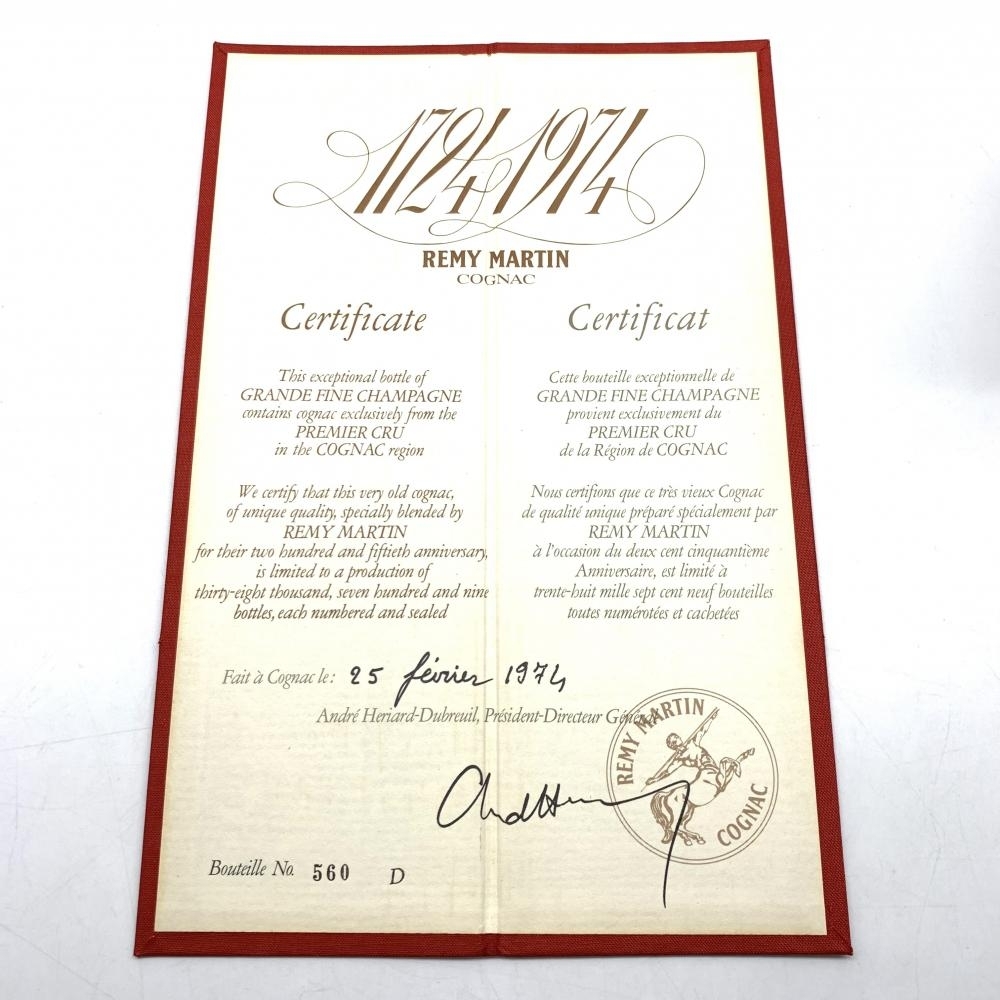 1724 1974
REMY MARTIN
COGNAC
Certificate
This exceptional bottle of
GRANDE FINE CHAMPAGNE
contains cognac exclusively from the
PREMIER CRU
in the COGNAC region
We certify that this very old cognac,
of unique quality, specially blended by
REMY MARTIN
for their two hundred and fiftieth anniversary,
is limited to a production of
thirty-eight thousand, seven hundred and nine
bottles, each numbered and sealed
Certificat
Cette bouteille exceptionnelle de
GRANDE FINE CHAMPAGNE
provient exclusivement du
PREMIER CRU
de la Région de COGNAC
Nous certifions que ce très vieux Cognac
de qualité unique préparé spécialement par
REMY MARTIN
à l'occasion du deux cent cinquantième
Anniversaire, est limité à
trente-huit mille sept cent neuf bouteilles
toutes numérotées et cachetées
Fait à Cognac le: 25 février 1974
André Heriard-Dubreuil, Président-Directeur Général
REMY MARTIN
COGNAC
Bouteille No. 560 D